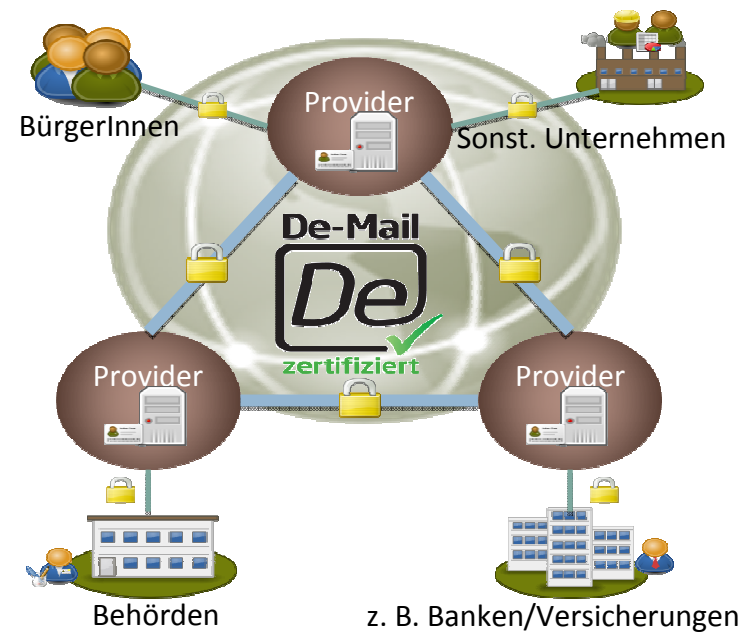 Provider
BürgerInnen
Sonst. Unternehmen
De-Mail
De
zertifiziert
Provider
Provider
Behörden
z. B. Banken/Versicherungen